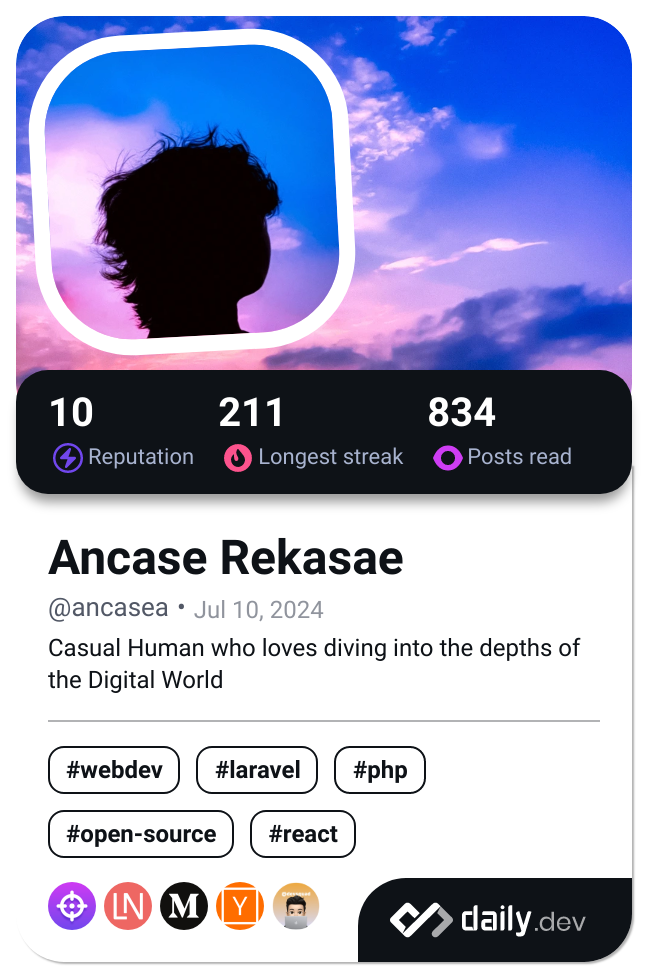 10 211 834
Reputation Longest streak Posts read
Ancase Rekasae
@ancasea • Jul 10, 2024
Casual Human who loves diving into the depths of
the Digital World
#webdev #laravel #php
#open-source #react
LN M Y
daily.dev